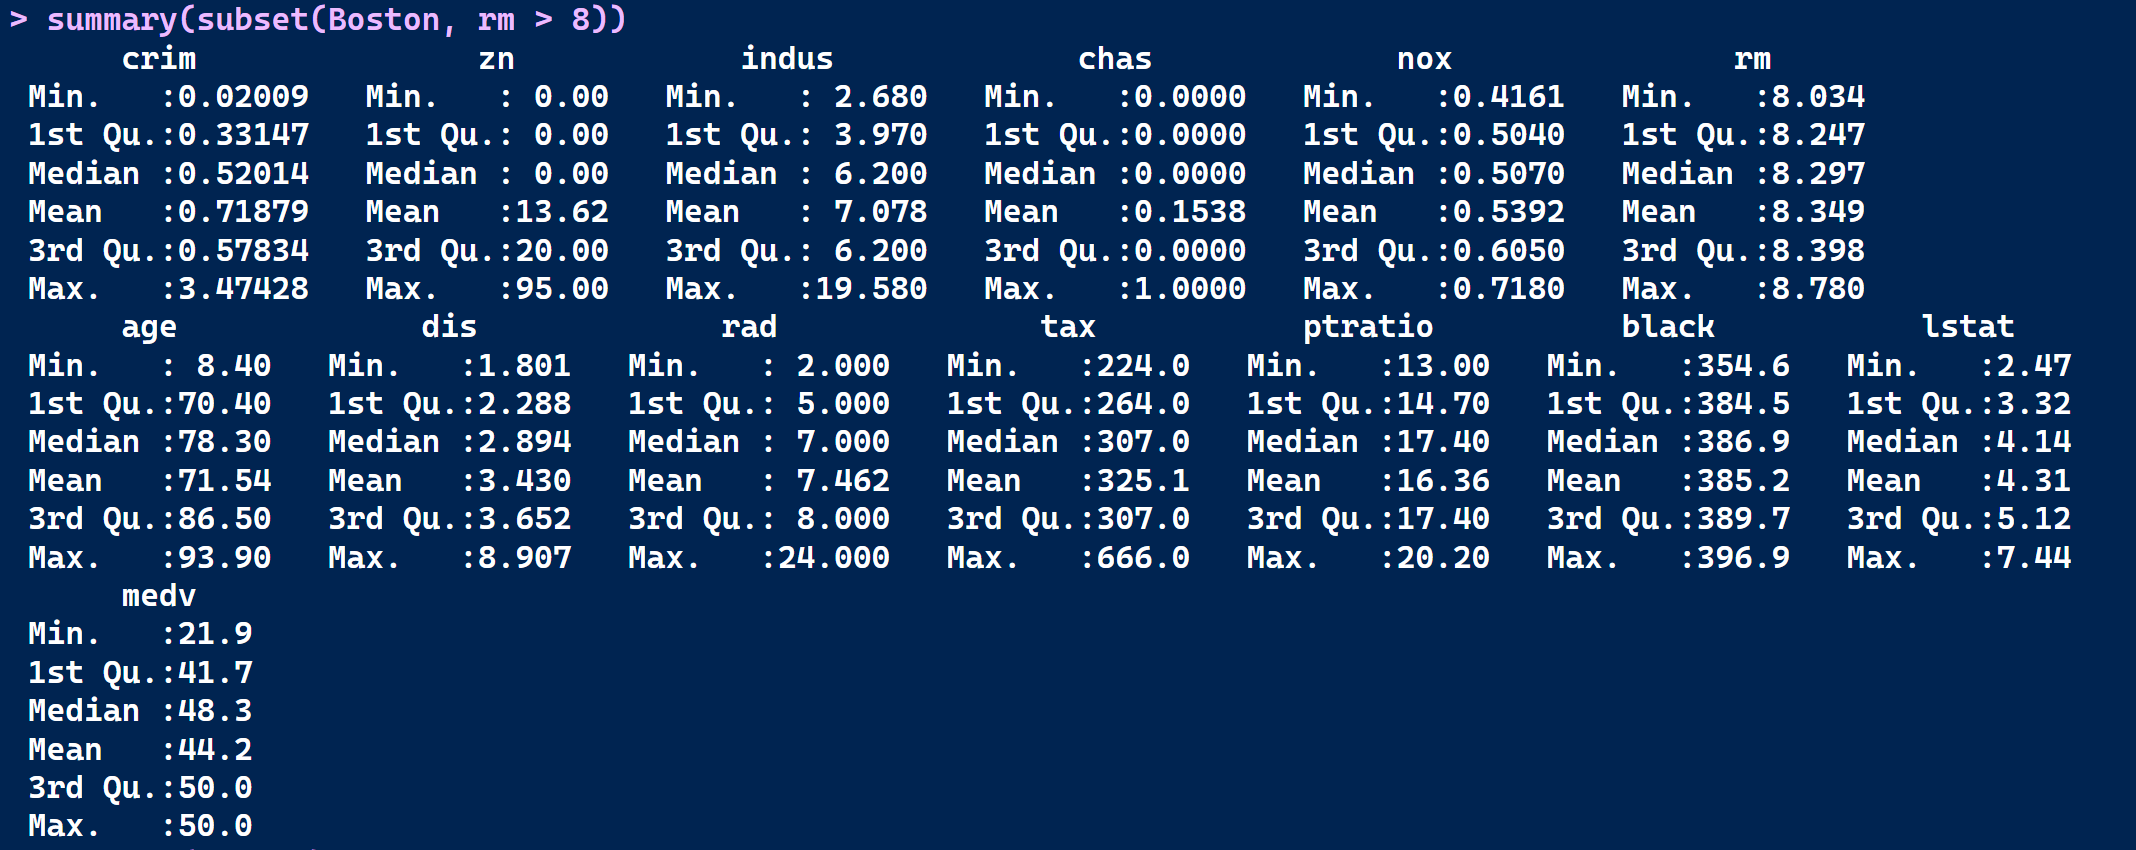 > summary(subset(Boston, rm > 8))
      crim               zn            indus             chas             nox               rm
 Min.   :0.02009   Min.   : 0.00   Min.   : 2.680   Min.   :0.0000   Min.   :0.4161   Min.   :8.034
 1st Qu.:0.33147   1st Qu.: 0.00   1st Qu.: 3.970   1st Qu.:0.0000   1st Qu.:0.5040   1st Qu.:8.247
 Median :0.52014   Median : 0.00   Median : 6.200   Median :0.0000   Median :0.5070   Median :8.297
 Mean   :0.71879   Mean   :13.62   Mean   : 7.078   Mean   :0.1538   Mean   :0.5392   Mean   :8.349
 3rd Qu.:0.57834   3rd Qu.:20.00   3rd Qu.: 6.200   3rd Qu.:0.0000   3rd Qu.:0.6050   3rd Qu.:8.398
 Max.   :3.47428   Max.   :95.00   Max.   :19.580   Max.   :1.0000   Max.   :0.7180   Max.   :8.780
      age             dis             rad              tax           ptratio          black           lstat
 Min.   : 8.40   Min.   :1.801   Min.   : 2.000   Min.   :224.0   Min.   :13.00   Min.   :354.6   Min.   :2.47
 1st Qu.:70.40   1st Qu.:2.288   1st Qu.: 5.000   1st Qu.:264.0   1st Qu.:14.70   1st Qu.:384.5   1st Qu.:3.32
 Median :78.30   Median :2.894   Median : 7.000   Median :307.0   Median :17.40   Median :386.9   Median :4.14
 Mean   :71.54   Mean   :3.430   Mean   : 7.462   Mean   :325.1   Mean   :16.36   Mean   :385.2   Mean   :4.31
 3rd Qu.:86.50   3rd Qu.:3.652   3rd Qu.: 8.000   3rd Qu.:307.0   3rd Qu.:17.40   3rd Qu.:389.7   3rd Qu.:5.12
 Max.   :93.90   Max.   :8.907   Max.   :24.000   Max.   :666.0   Max.   :20.20   Max.   :396.9   Max.   :7.44
      medv
 Min.   :21.9
 1st Qu.:41.7
 Median :48.3
 Mean   :44.2
 3rd Qu.:50.0
 Max.   :50.0